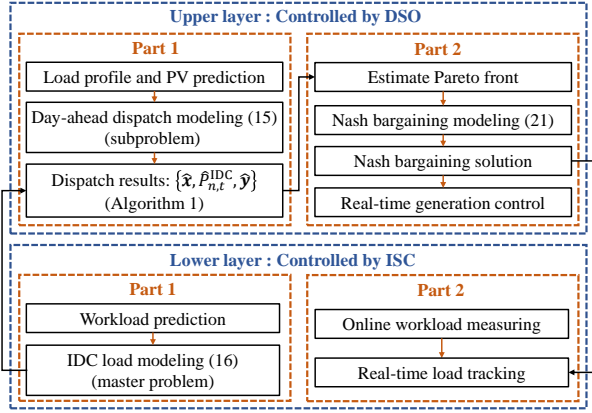 Upper layer : Controlled by DSO
Part 1
Load profile and PV prediction
Day-ahead dispatch modeling (15)
(subproblem)
Dispatch results: {x̂, P̂ₙ,ₜᴵᴰᶜ, ŷ}
(Algorithm 1)
Part 2
Estimate Pareto front
Nash bargaining modeling (21)
Nash bargaining solution
Real-time generation control
Lower layer : Controlled by ISC
Part 1
Workload prediction
IDC load modeling (16)
(master problem)
Part 2
Online workload measuring
Real-time load tracking